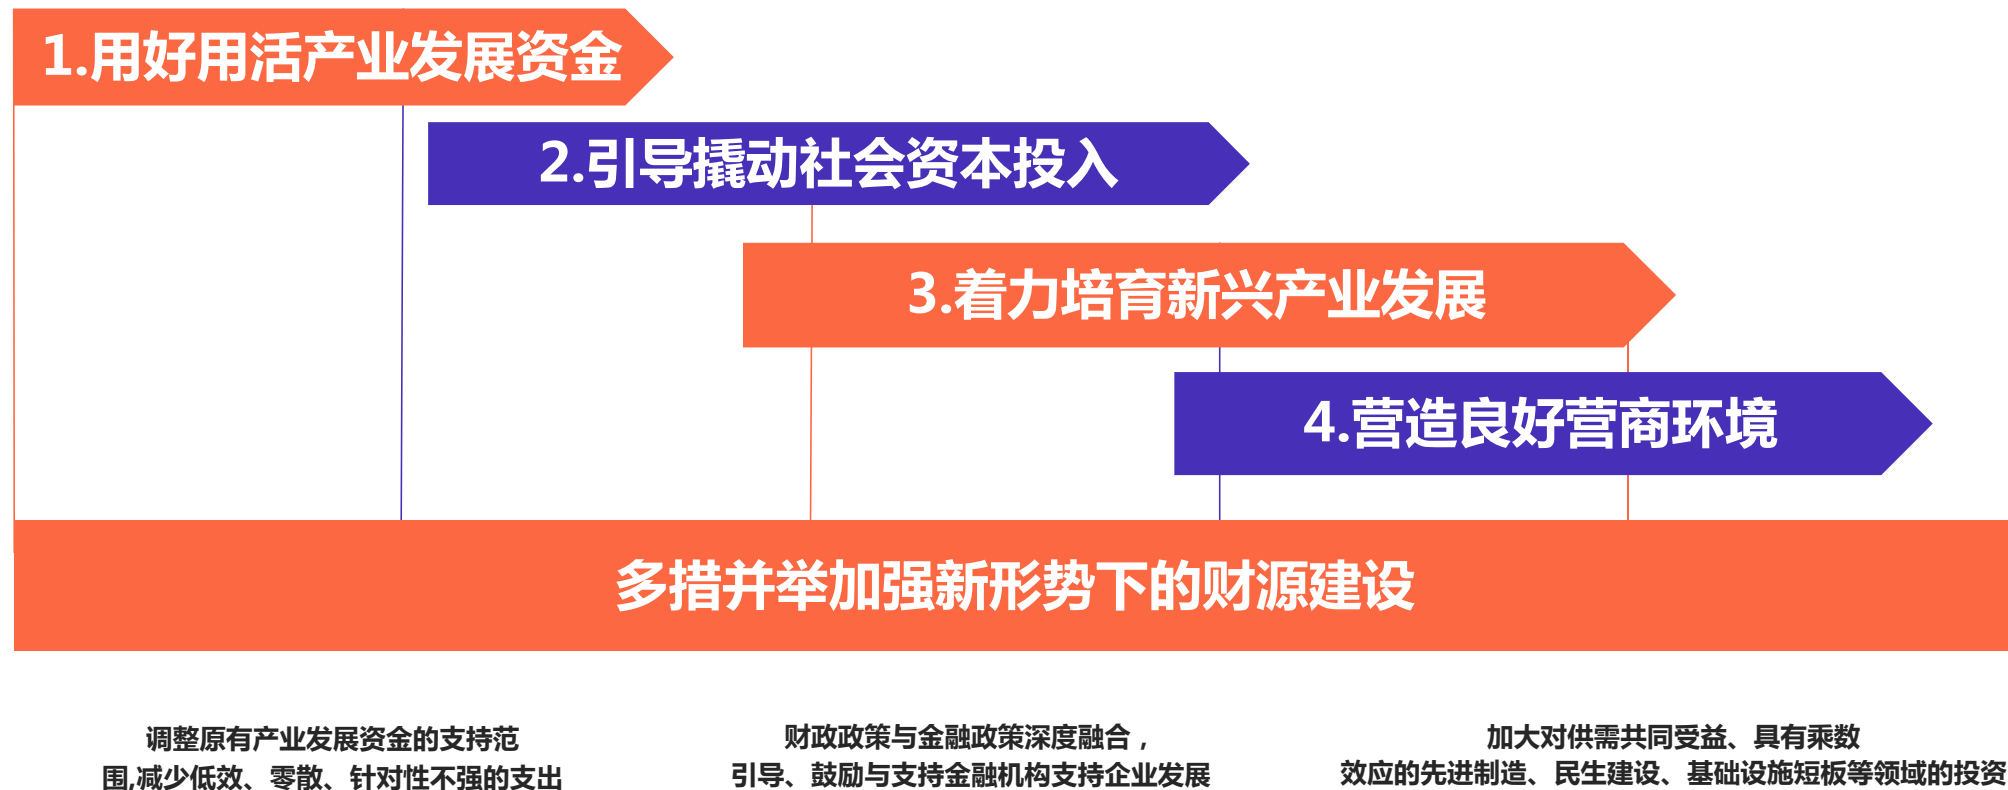 1.用好用活产业发展资金
2.引导撬动社会资本投入
3.着力培育新兴产业发展
4.营造良好营商环境
多措并举加强新形势下的财源建设
调整原有产业发展资金的支持范
围,减少低效、零散、针对性不强的支出
财政政策与金融政策深度融合，
引导、鼓励与支持金融机构支持企业发展
加大对供需共同受益、具有乘数
效应的先进制造、民生建设、基础设施短板等领域的投资